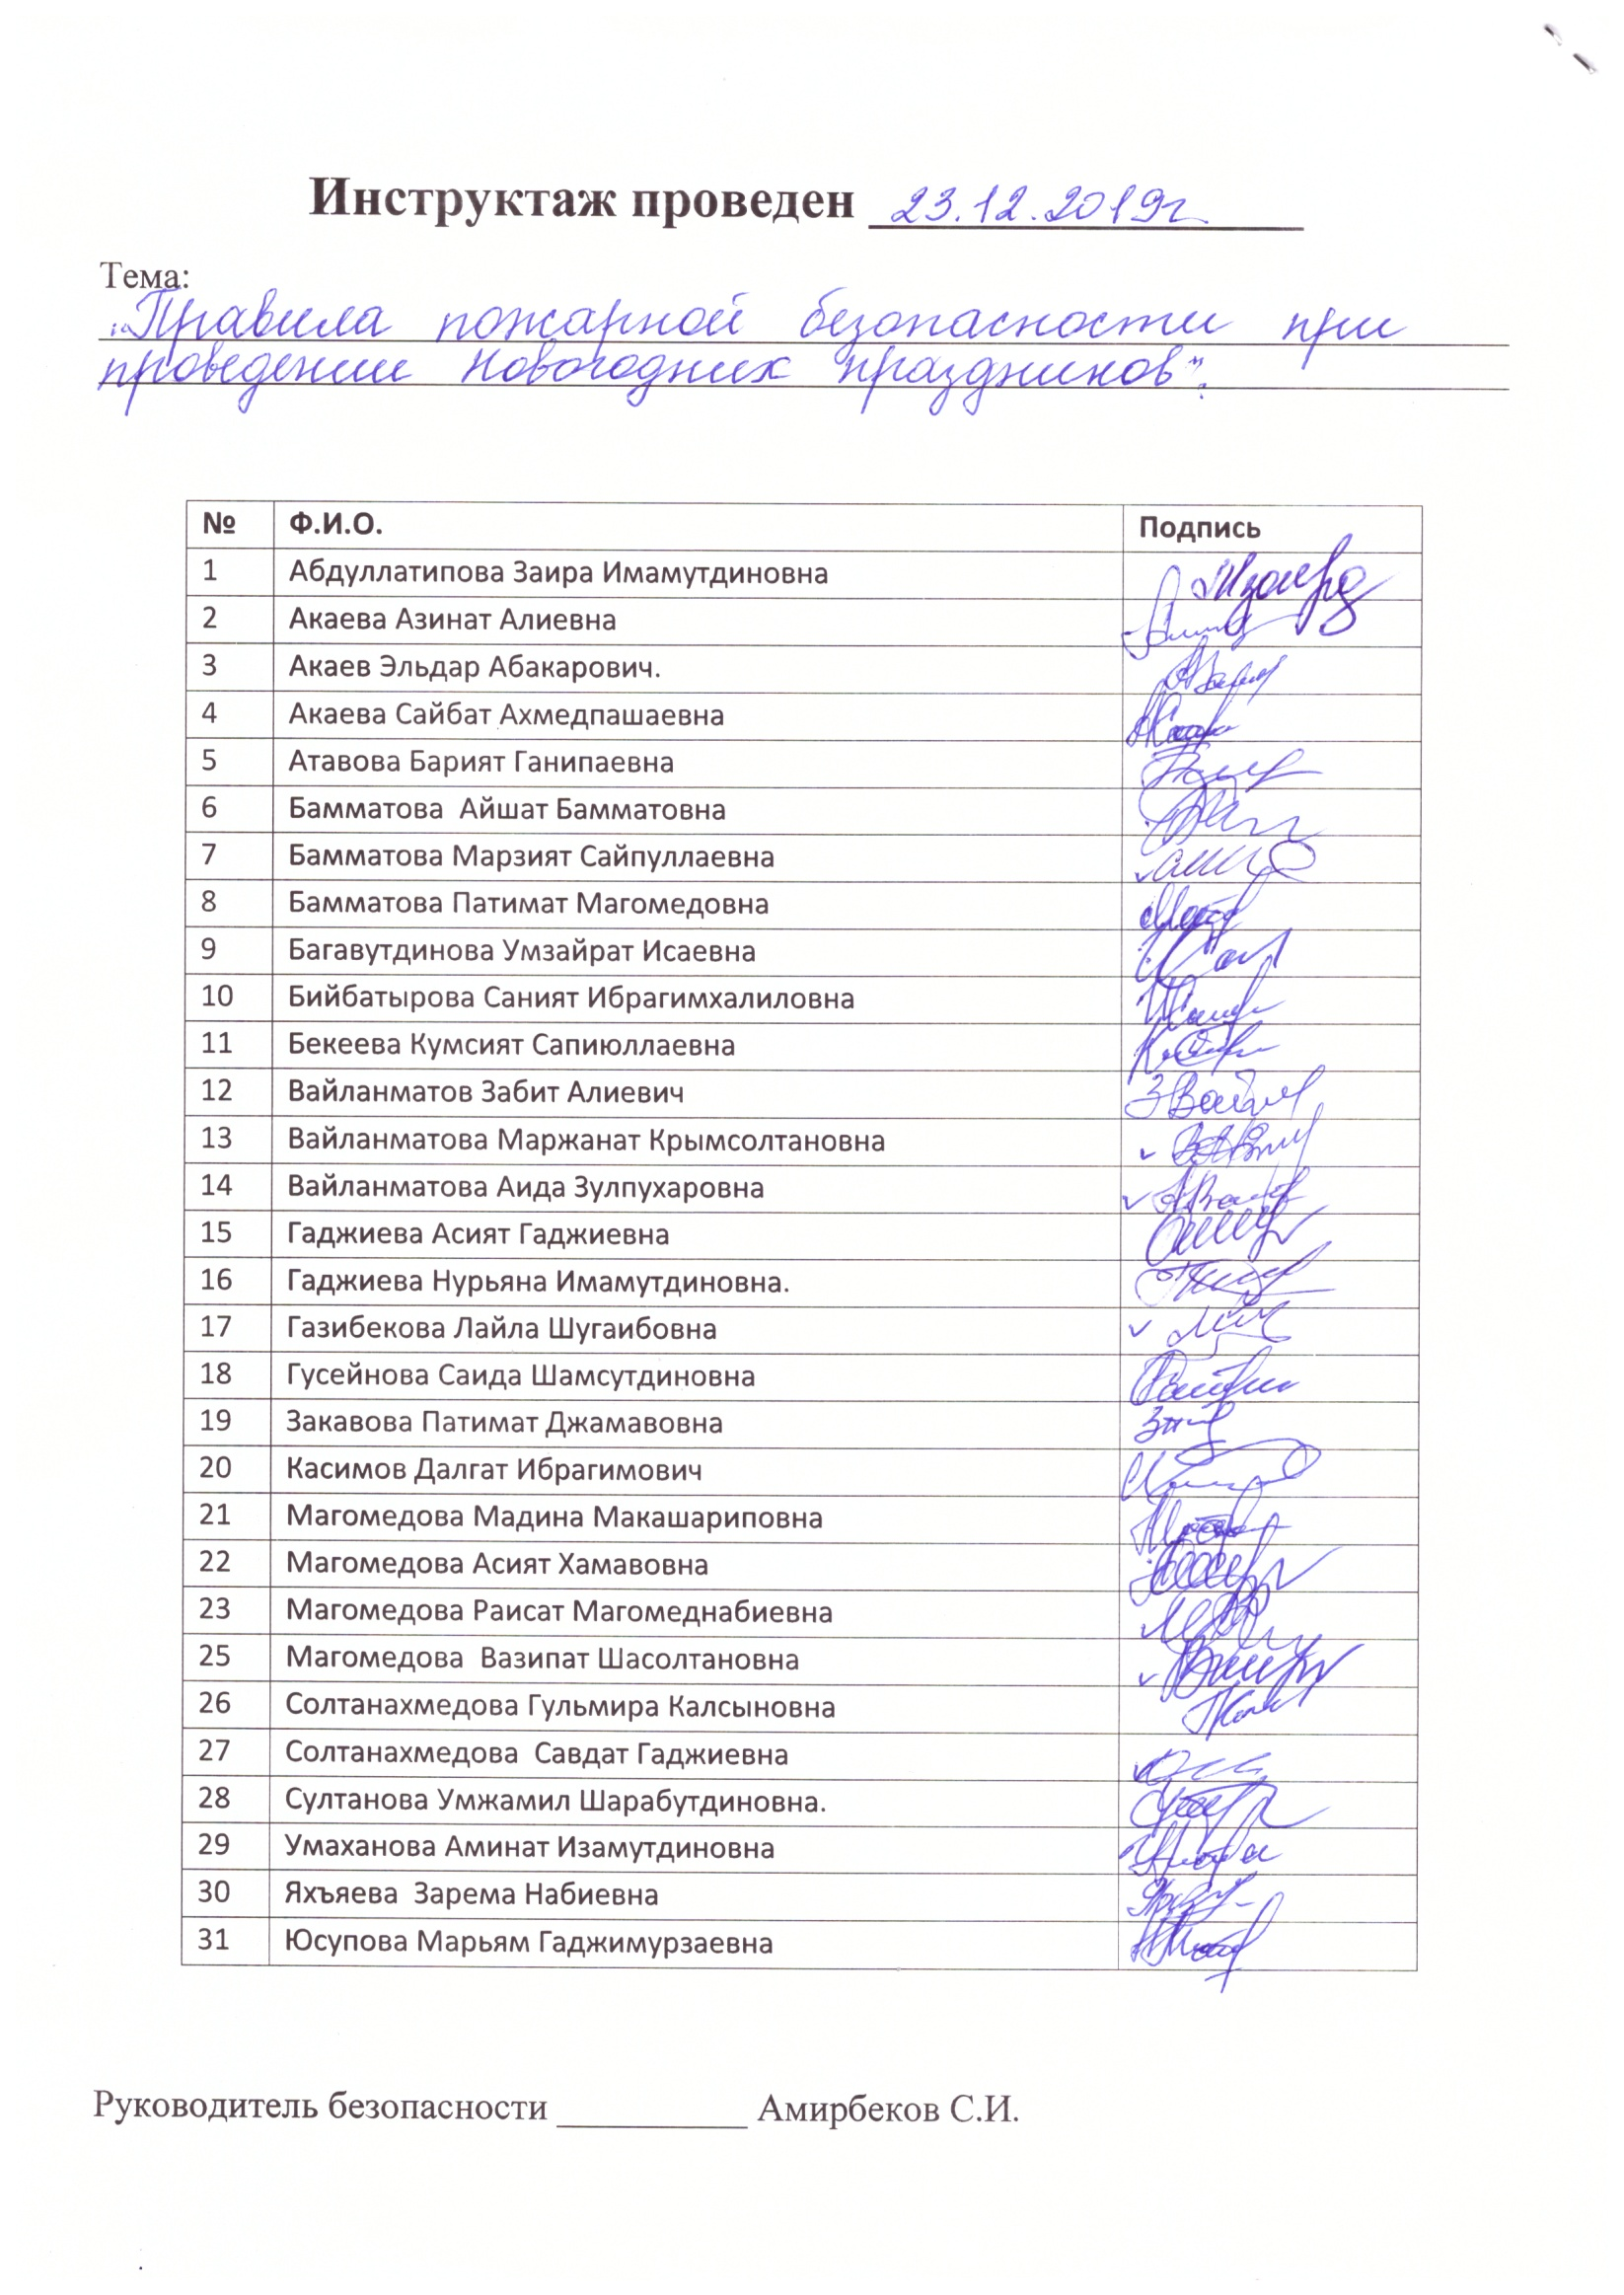 Инструктаж проведен 23.12.2019г
Тема:
"Правила пожарной безопасности при
проведении новогодних праздников".
№ Ф.И.О. Подпись
1 Абдуллатипова Заира Имамутдиновна
2 Акаева Азинат Алиевна
3 Акаев Эльдар Абакарович.
4 Акаева Сайбат Ахмедпашаевна
5 Атавова Барият Ганипаевна
6 Бамматова Айшат Бамматовна
7 Бамматова Марзият Сайпуллаевна
8 Бамматова Патимат Магомедовна
9 Багавутдинова Умзайрат Исаевна
10 Бийбатырова Саният Ибрагимхалиловна
11 Бекеева Кумсият Сапиюллаевна
12 Вайланматов Забит Алиевич
13 Вайланматова Маржанат Крымсолтановна
14 Вайланматова Аида Зулпухаровна
15 Гаджиева Асият Гаджиевна
16 Гаджиева Нурьяна Имамутдиновна.
17 Газибекова Лайла Шугаибовна
18 Гусейнова Саида Шамсутдиновна
19 Закавова Патимат Джамавовна
20 Касимов Далгат Ибрагимович
21 Магомедова Мадина Макашариповна
22 Магомедова Асият Хамавовна
23 Магомедова Раисат Магомеднабиевна
25 Магомедова Вазипат Шасолтановна
26 Солтанахмедова Гульмира Калсыновна
27 Солтанахмедова Савдат Гаджиевна
28 Султанова Умжамил Шарабутдиновна.
29 Умаханова Аминат Изамутдиновна
30 Яхъяева Зарема Набиевна
31 Юсупова Марьям Гаджимурзаевна
Руководитель безопасности __________ Амирбеков С.И.